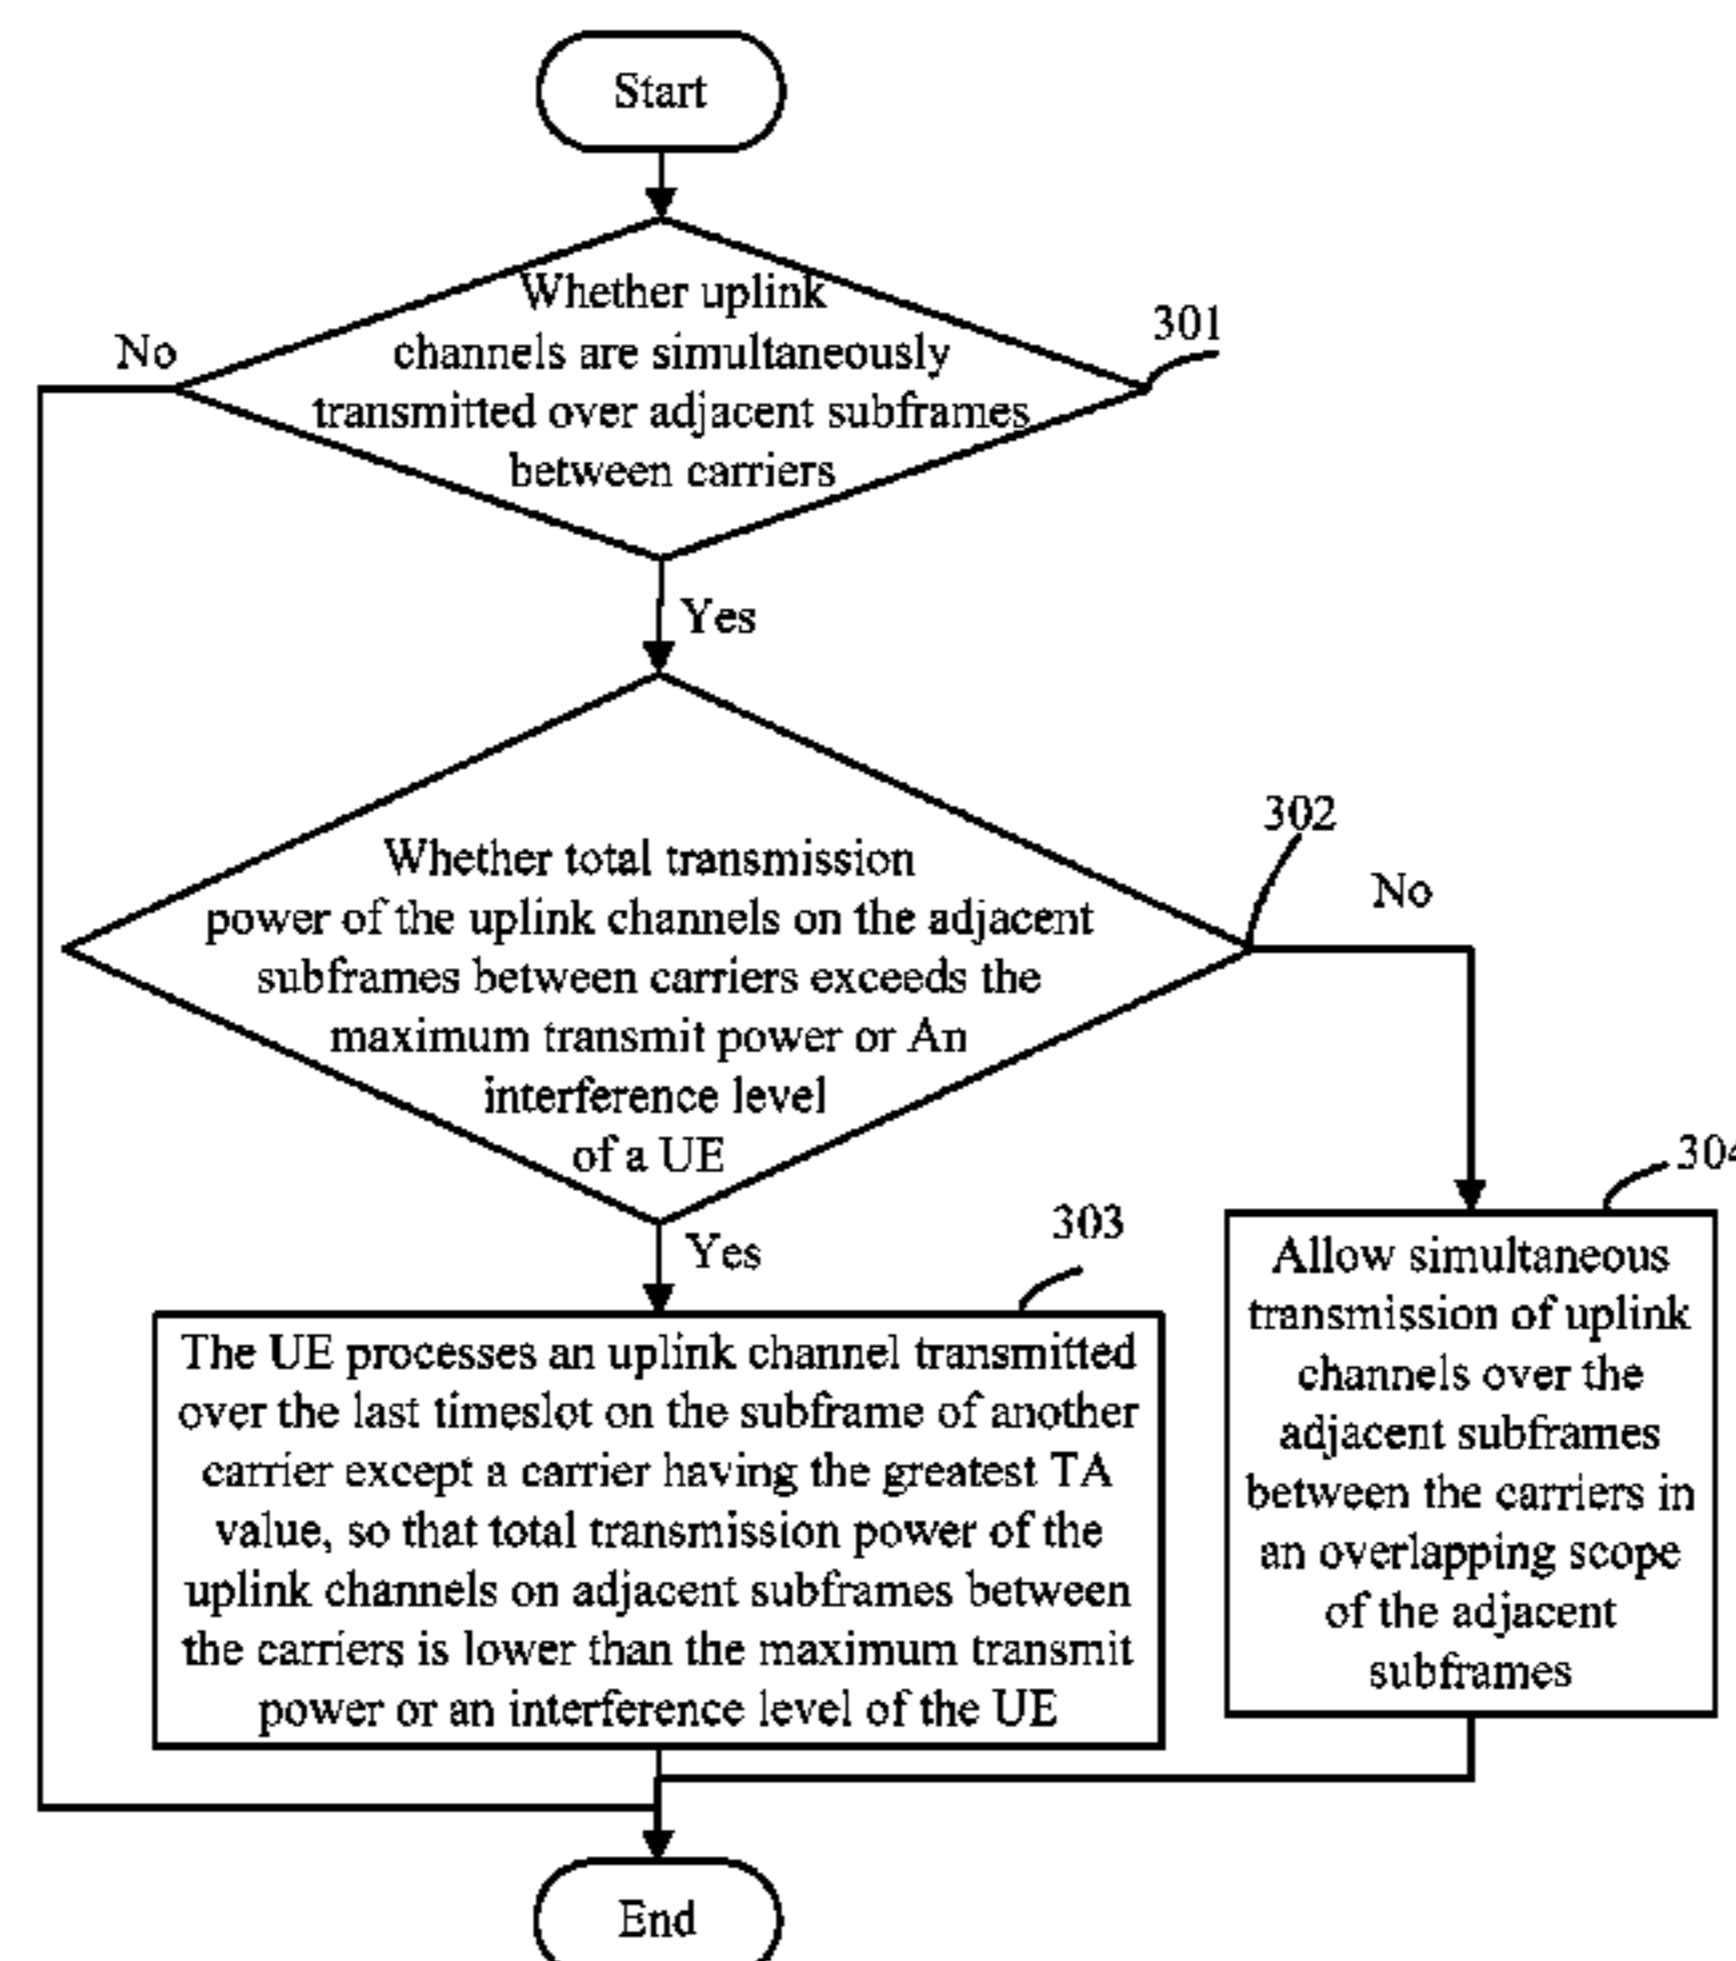 Start
Whether uplink
channels are simultaneously
transmitted over adjacent subframes
between carriers
301
No
Yes
Whether total transmission
power of the uplink channels on the adjacent
subframes between carriers exceeds the
maximum transmit power or An
interference level
of a UE
302
No
Yes
303
The UE processes an uplink channel transmitted
over the last timeslot on the subframe of another
carrier except a carrier having the greatest TA
value, so that total transmission power of the
uplink channels on adjacent subframes between
the carriers is lower than the maximum transmit
power or an interference level of the UE
304
Allow simultaneous
transmission of uplink
channels over the
adjacent subframes
between the carriers in
an overlapping scope
of the adjacent
subframes
End